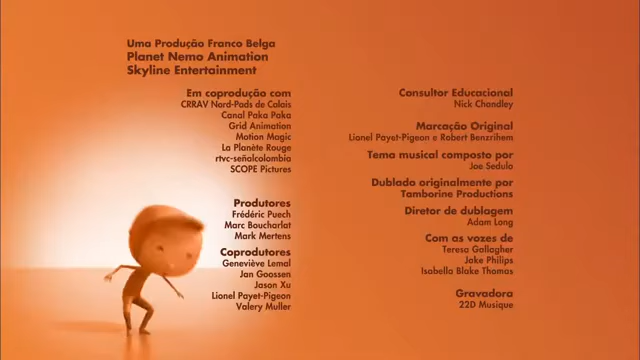 Uma Produção Franco Belga
Planet Nemo Animation
Skyline Entertainment
Em coprodução com
CRRAV Nord-Pads de Calais
Canal Paka Paka
Grid Animation
Motion Magic
La Planète Rouge
rtvc-señalcolombia
SCOPE Pictures
Produtores
Frédéric Puech
Marc Boucharlat
Mark Mertens
Coprodutores
Geneviève Lemal
Jan Goossen
Jason Xu
Lionel Payet-Pigeon
Valery Muller
Consultor Educacional
Nick Chandley
Marcação Original
Lionel Payet-Pigeon e Robert Benzrihem
Tema musical composto por
Joe Sedulo
Dublado originalmente por
Tamborine Productions
Diretor de dublagem
Adam Long
Com as vozes de
Teresa Gallagher
Jake Philips
Isabella Blake Thomas
Gravadora
22D Musique